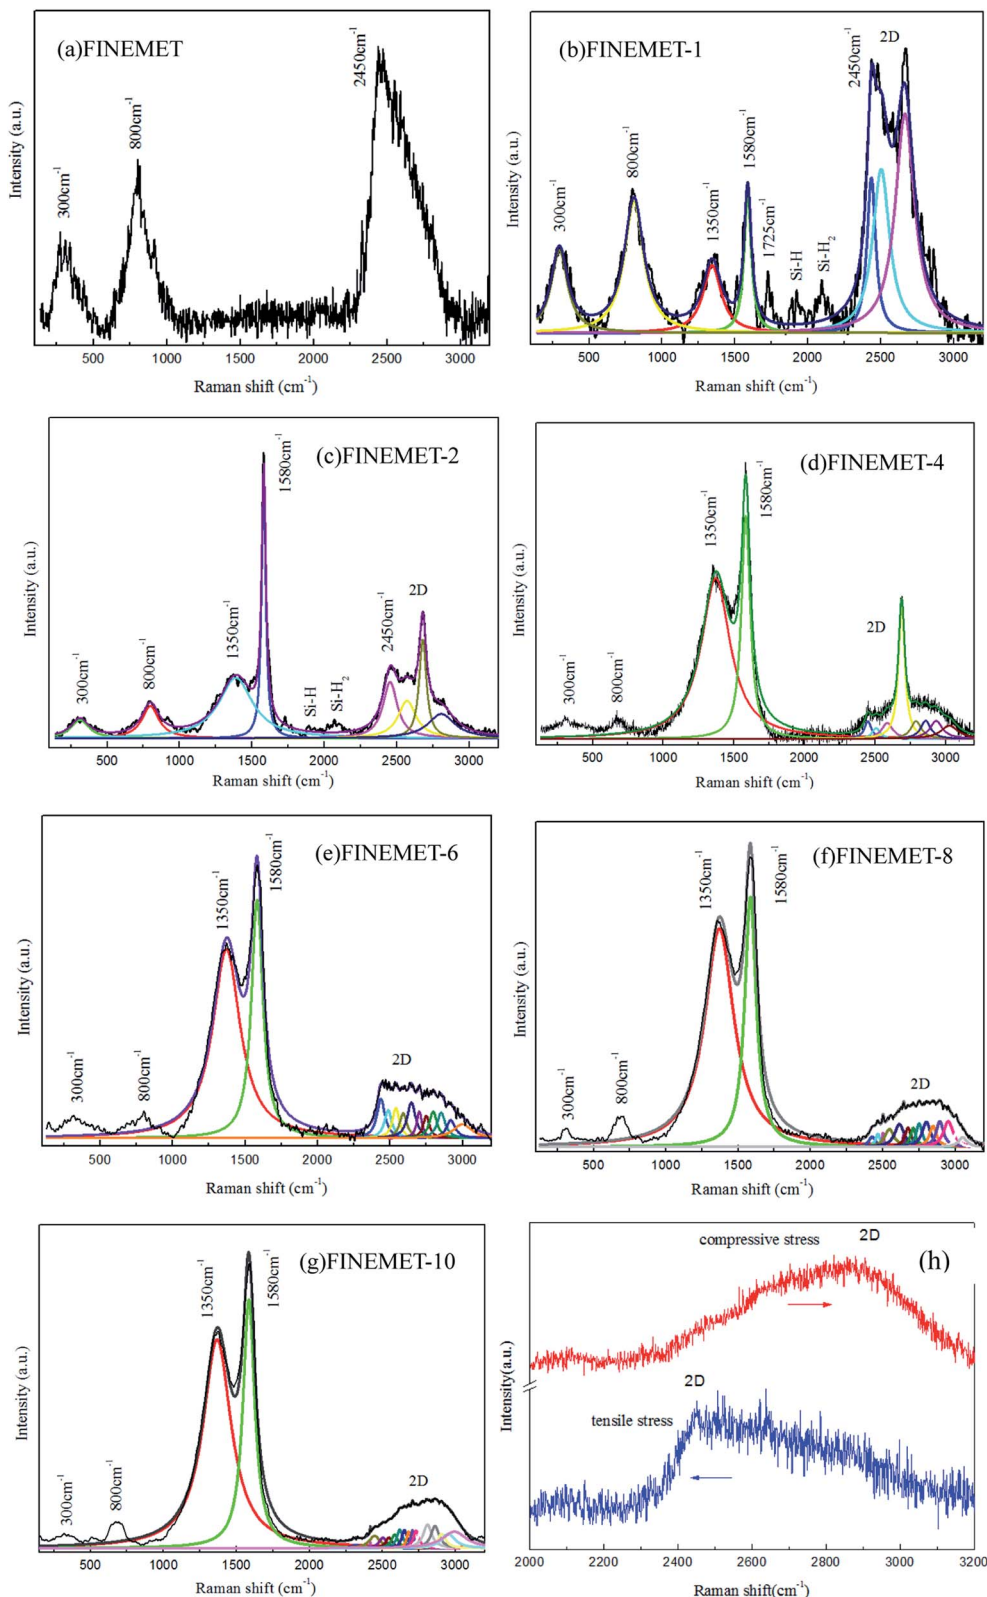 (a)FINEMET
300cm-1
800cm-1
2450cm-1
Intensity (a.u.)
500 1000 1500 2000 2500 3000
Raman shift (cm-1)
(b)FINEMET-1
300cm-1
800cm-1
1350cm-1
1580cm-1
1725cm-1
Si-H
Si-H2
2450cm-1
2D
Intensity (a.u.)
500 1000 1500 2000 2500 3000
Raman shift (cm-1)
(c)FINEMET-2
300cm-1
800cm-1
1350cm-1
1580cm-1
Si-H
Si-H2
2450cm-1
2D
Intensity (a.u.)
500 1000 1500 2000 2500 3000
Raman shift (cm-1)
(d)FINEMET-4
300cm-1
800cm-1
1350cm-1
1580cm-1
2D
Intensity (a.u.)
500 1000 1500 2000 2500 3000
Raman shift (cm-1)
(e)FINEMET-6
300cm-1
800cm-1
1350cm-1
1580cm-1
2D
Intensity (a.u.)
500 1000 1500 2000 2500 3000
Raman shift (cm-1)
(f)FINEMET-8
300cm-1
800cm-1
1350cm-1
1580cm-1
2D
Intensity (a.u.)
500 1000 1500 2000 2500 3000
Raman shift (cm-1)
(g)FINEMET-10
300cm-1
800cm-1
1350cm-1
1580cm-1
2D
Intensity (a.u.)
500 1000 1500 2000 2500 3000
Raman shift (cm-1)
(h)
compressive stress 2D
2D
tensile stress
Intensity(a.u.)
2000 2200 2400 2600 2800 3000 3200
Raman shift(cm-1)